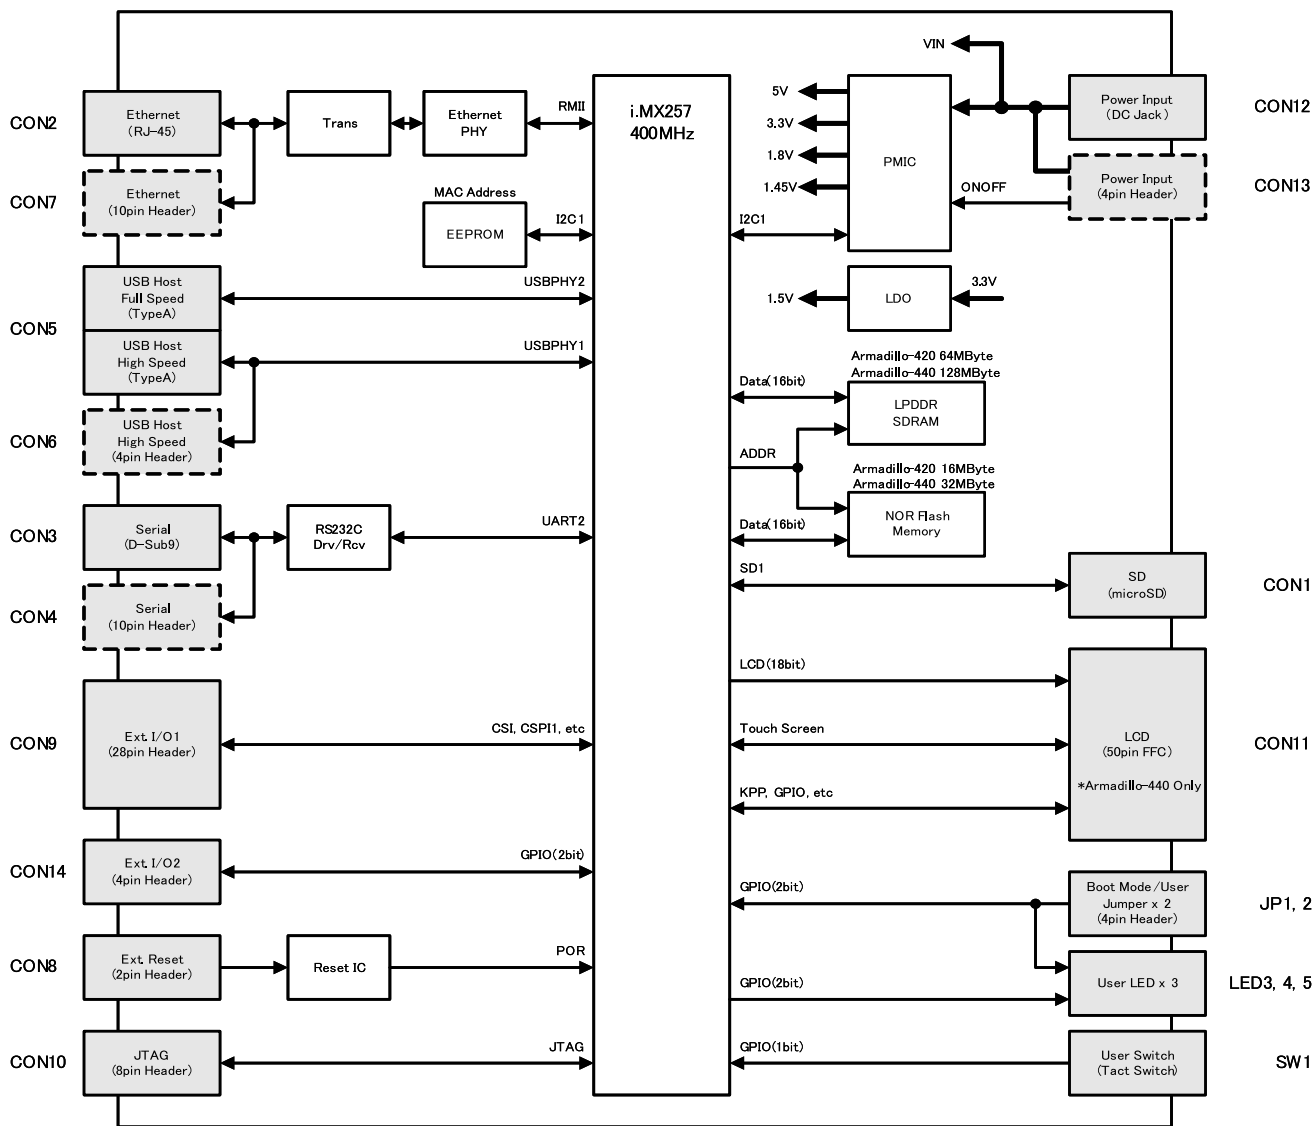 CON2
Ethernet
(RJ-45)
Trans
Ethernet
PHY
RMII
CON7
Ethernet
(10pin Header)
MAC Address
EEPROM
I2C1
CON5
USB Host
Full Speed
(TypeA)
USBPHY2
USB Host
High Speed
(TypeA)
USBPHY1
CON6
USB Host
High Speed
(4pin Header)
CON3
Serial
(D-Sub9)
RS232C
Drv/Rcv
UART2
CON4
Serial
(10pin Header)
CON9
Ext. I/O1
(28pin Header)
CSI, CSPI1, etc
CON14
Ext. I/O2
(4pin Header)
GPIO(2bit)
CON8
Ext. Reset
(2pin Header)
Reset IC
POR
CON10
JTAG
(8pin Header)
JTAG
i.MX257
400MHz
VIN
5V
3.3V
1.8V
1.45V
PMIC
Power Input
(DC Jack)
CON12
ONOFF
Power Input
(4pin Header)
CON13
I2C1
1.5V
LDO
3.3V
Armadillo-420 64MByte
Armadillo-440 128MByte
Data(16bit)
LPDDR
SDRAM
ADDR
Armadillo-420 16MByte
Armadillo-440 32MByte
NOR Flash
Memory
Data(16bit)
SD1
SD
(microSD)
CON1
LCD(18bit)
Touch Screen
KPP, GPIO, etc
LCD
(50pin FFC)
*Armadillo-440 Only
CON11
GPIO(2bit)
Boot Mode/User
Jumper x 2
(4pin Header)
JP1, 2
GPIO(2bit)
User LED x 3
LED3, 4, 5
GPIO(1bit)
User Switch
(Tact Switch)
SW1